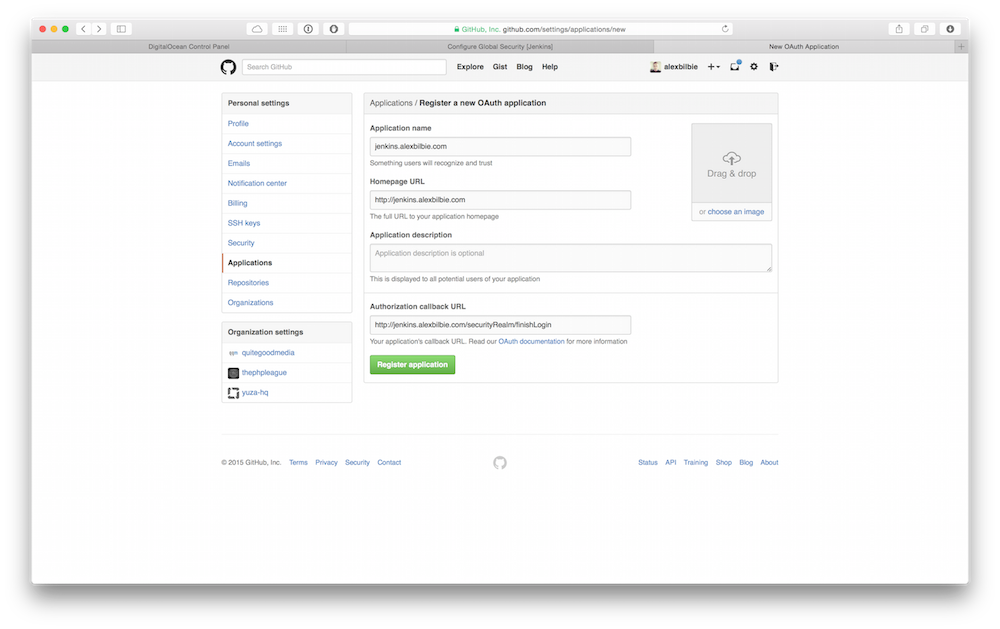 GitHub, Inc. github.com/settings/applications/new
DigitalOcean Control Panel
Configure Global Security [Jenkins]
New OAuth Application
Search GitHub
Explore Gist Blog Help
alexbilbie
Personal settings
Profile
Account settings
Emails
Notification center
Billing
SSH keys
Security
Applications
Repositories
Organizations
Organization settings
quitegoodmedia
thephpleague
yuza-hq
Applications / Register a new OAuth application
Application name
jenkins.alexbilbie.com
Something users will recognize and trust
Homepage URL
http://jenkins.alexbilbie.com
The full URL to your application homepage
Application description
Application description is optional
This is displayed to all potential users of your application
Drag & drop
or choose an image
Authorization callback URL
http://jenkins.alexbilbie.com/securityRealm/finishLogin
Your application's callback URL. Read our OAuth documentation for more information
Register application
© 2015 GitHub, Inc. Terms Privacy Security Contact
Status API Training Shop Blog About